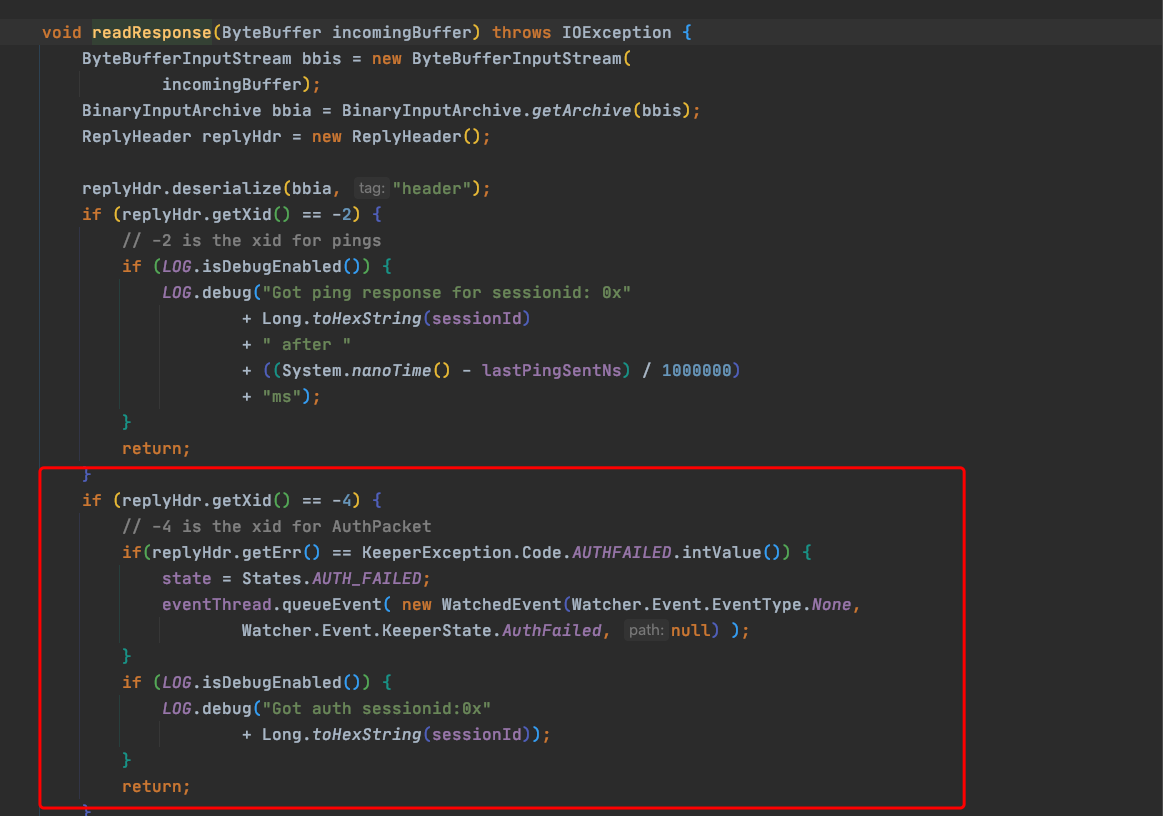 void readResponse(ByteBuffer incomingBuffer) throws IOException {
ByteBufferInputStream bbis = new ByteBufferInputStream(
incomingBuffer);
BinaryInputArchive bbia = BinaryInputArchive.getArchive(bbis);
ReplyHeader replyHdr = new ReplyHeader();
replyHdr.deserialize(bbia, tag: "header");
if (replyHdr.getXid() == -2) {
// -2 is the xid for pings
if (LOG.isDebugEnabled()) {
LOG.debug("Got ping response for sessionid: 0x"
+ Long.toHexString(sessionId)
+ " after "
+ ((System.nanoTime() - lastPingSentNs) / 1000000)
+ "ms");
}
return;
}
if (replyHdr.getXid() == -4) {
// -4 is the xid for AuthPacket
if(replyHdr.getErr() == KeeperException.Code.AUTHFAILED.intValue()) {
state = States.AUTH_FAILED;
eventThread.queueEvent( new WatchedEvent(Watcher.Event.EventType.None,
Watcher.Event.KeeperState.AuthFailed, path: null) );
}
if (LOG.isDebugEnabled()) {
LOG.debug("Got auth sessionid:0x"
+ Long.toHexString(sessionId));
}
return;
}